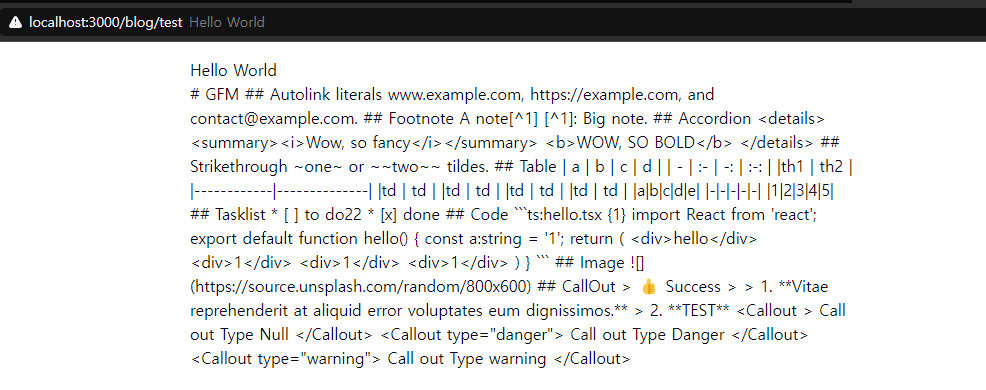 localhost:3000/blog/test Hello World
Hello World
# GFM ## Autolink literals www.example.com, https://example.com, and
contact@example.com. ## Footnote A note[^1] [^1]: Big note. ## Accordion <details>
<summary><i>Wow, so fancy</i></summary> <b>WOW, SO BOLD</b> </details> ##
Strikethrough ~one~ or ~~two~~ tildes. ## Table | a | b | c | d | | - | :- | -: | :-: | |th1 | th2 |
|------------|--------------| |td | td | |td | td | |td | td | |td | td | |a|b|c|d|e| |-|-|-|-|-| |1|2|3|4|5|
## Tasklist * [ ] to do22 * [x] done ## Code ```ts:hello.tsx {1} import React from 'react';
export default function hello() { const a:string = '1'; return ( <div>hello</div>
<div>1</div> <div>1</div> <div>1</div> ) } ``` ## Image ![]
(https://source.unsplash.com/random/800x600) ## CallOut > 👍 Success > > 1. **Vitae
reprehenderit at aliquid error voluptates eum dignissimos.** > 2. **TEST** <Callout > Call
out Type Null </Callout> <Callout type="danger"> Call out Type Danger </Callout>
<Callout type="warning"> Call out Type warning </Callout>